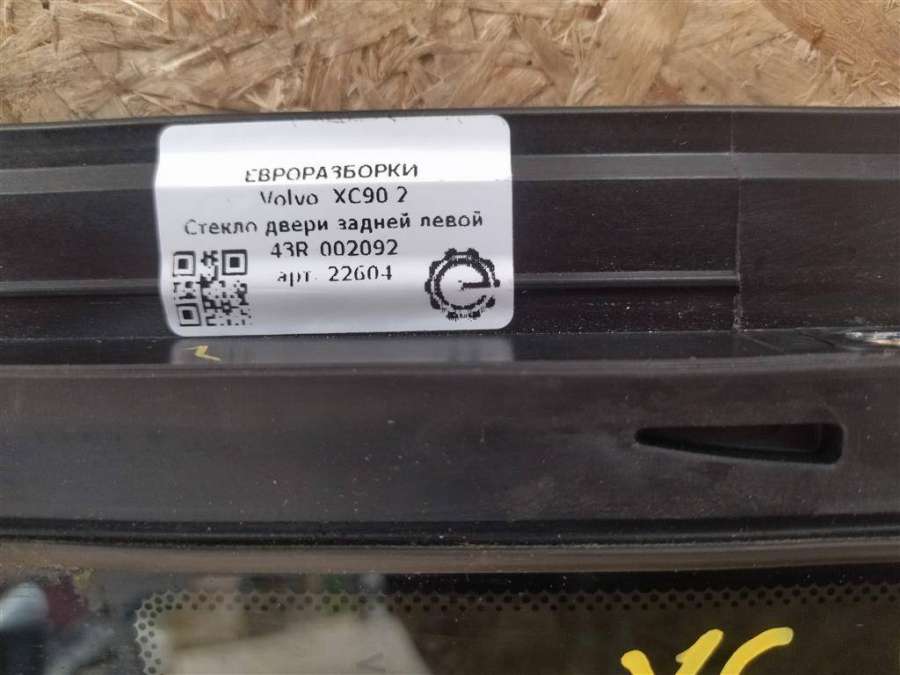 ЕВРОРАЗБОРКИ
Volvo XC90 2
Стекло двери задней левой
43R 002092
арт. 22604